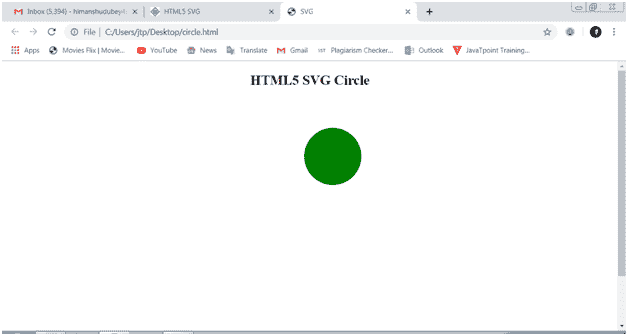 Inbox (5,394) - himanshudubey4 HTML5 SVG SVG
File C:/Users/jtp/Desktop/circle.html
Apps Movies Flix | Movie... YouTube News Translate Gmail Plagiarism Checker... Outlook JavaTpoint Training...
HTML5 SVG Circle